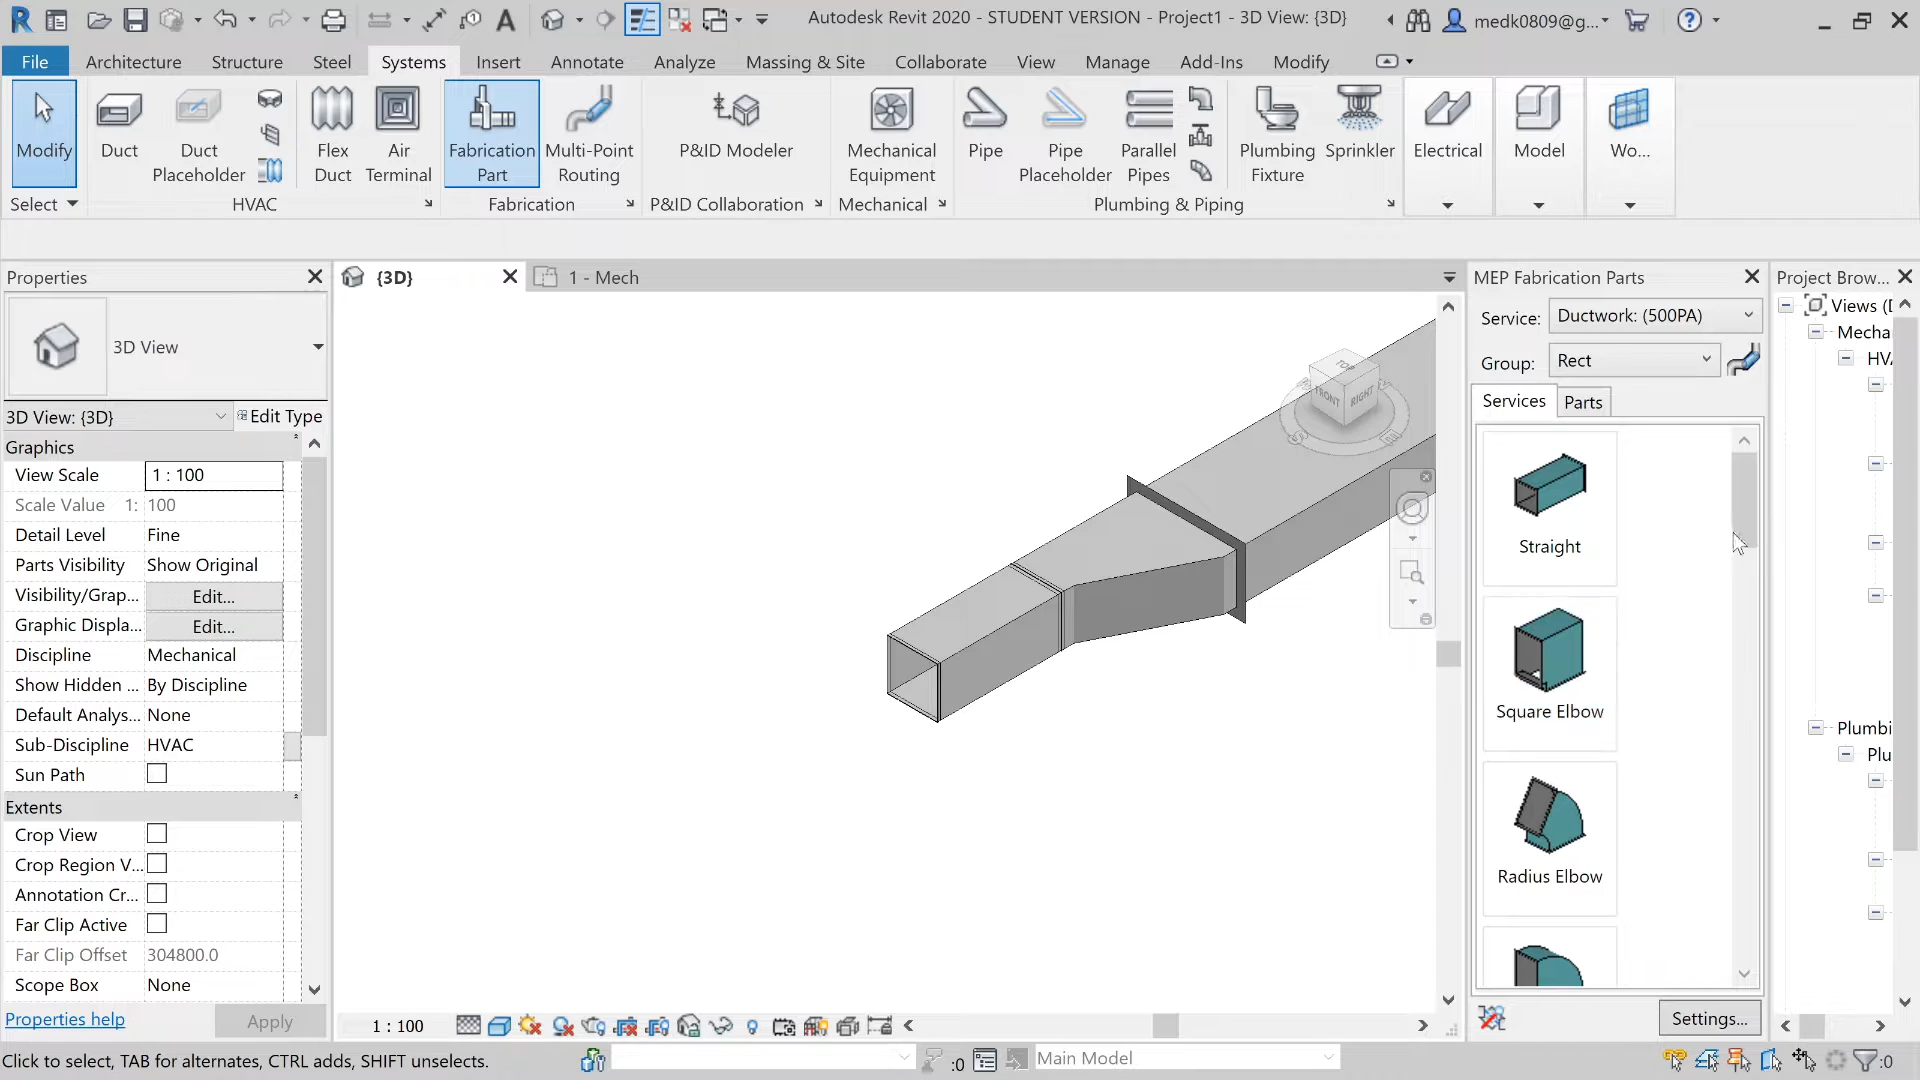 Autodesk Revit 2020 - STUDENT VERSION - Project1 - 3D View: {3D}
medk0809@g...
File Architecture Structure Steel Systems Insert Annotate Analyze Massing & Site Collaborate View Manage Add-Ins Modify
Modify Duct Duct Placeholder Flex Duct Air Terminal Fabrication Part Multi-Point Routing P&ID Modeler Mechanical Equipment Pipe Pipe Placeholder Parallel Pipes Plumbing Fixture Sprinkler Electrical Model Wo...
Select HVAC Fabrication P&ID Collaboration Mechanical Plumbing & Piping
Properties
3D View
3D View: {3D} Edit Type
Graphics
View Scale 1 : 100
Scale Value 1: 100
Detail Level Fine
Parts Visibility Show Original
Visibility/Grap... Edit...
Graphic Displa... Edit...
Discipline Mechanical
Show Hidden ... By Discipline
Default Analys... None
Sub-Discipline HVAC
Sun Path
Extents
Crop View
Crop Region V...
Annotation Cr...
Far Clip Active
Far Clip Offset 304800.0
Scope Box None
Properties help Apply
{3D} 1 - Mech
TOP
FRONT RIGHT
1 : 100
MEP Fabrication Parts
Service: Ductwork: (500PA)
Group: Rect
Services Parts
Straight
Square Elbow
Radius Elbow
Settings...
Project Brow...
Views (
Mecha
HV
Plumbi
Plu
Click to select, TAB for alternates, CTRL adds, SHIFT unselects.
:0
Main Model
:0